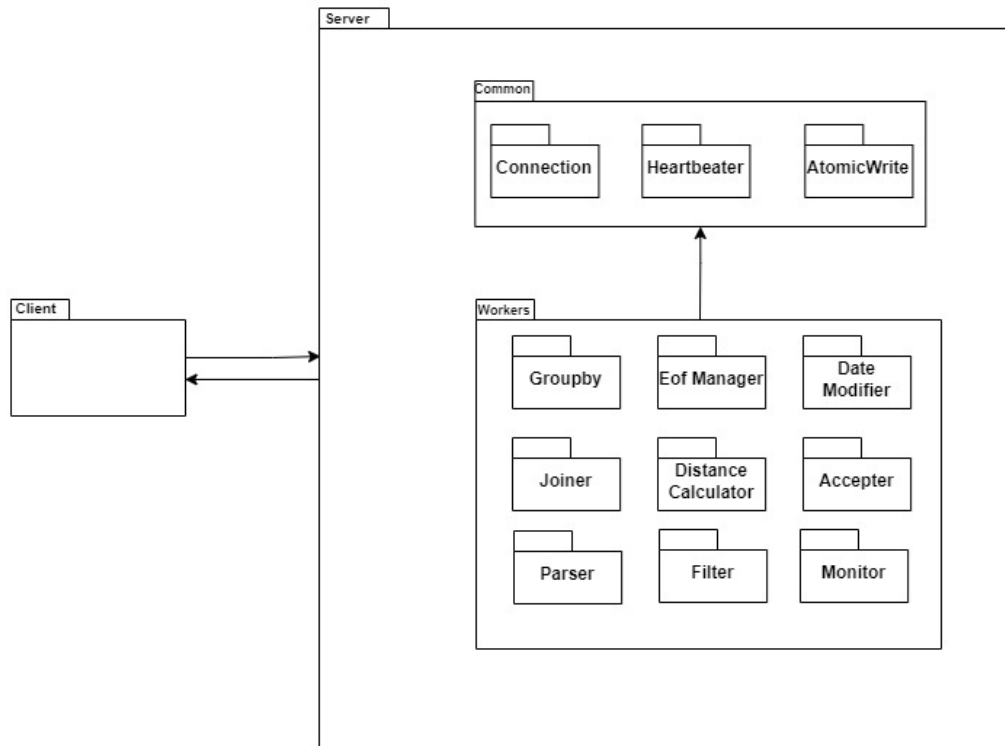 Server
Common
Connection
Heartbeater
AtomicWrite
Client
Workers
Groupby
Eof Manager
Date
Modifier
Joiner
Distance
Calculator
Accepter
Parser
Filter
Monitor